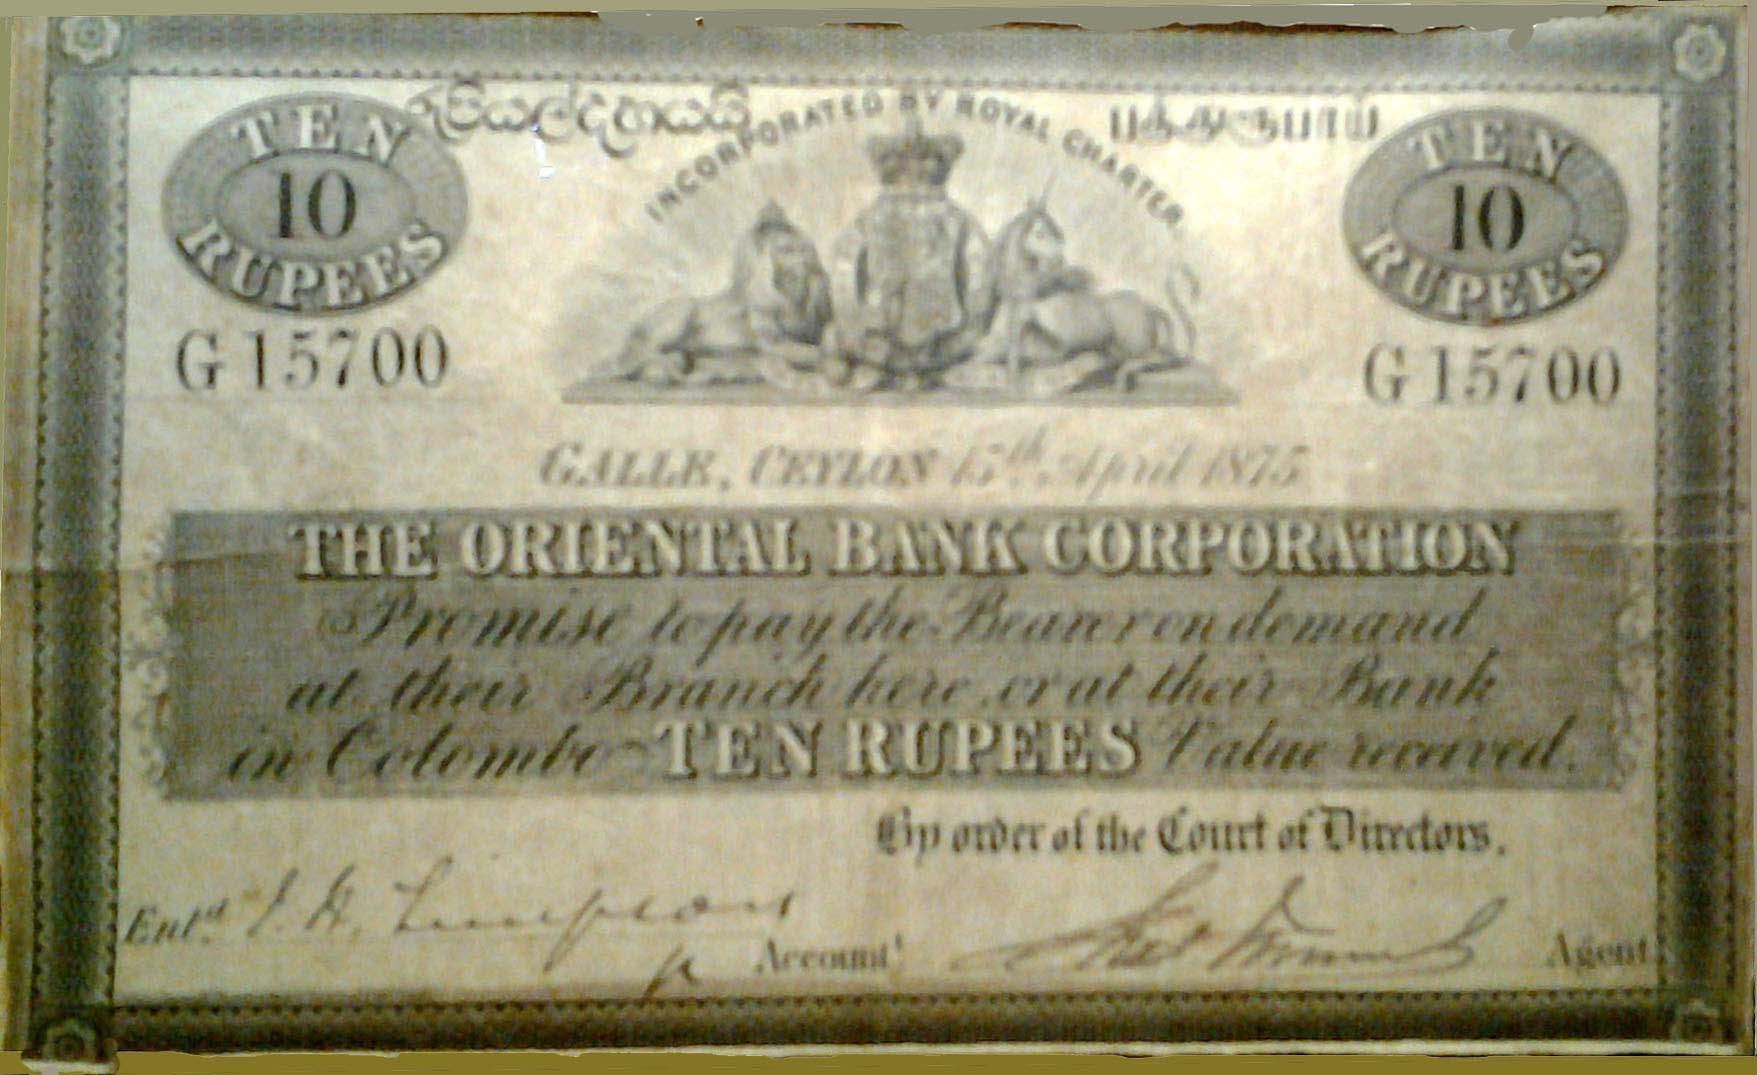 TEN
10
RUPEES
INCORPORATED BY ROYAL CHARTER
பத்துரூபாய்
TEN
10
RUPEES
G 15700
G 15700
GALLE, CEYLON 15th April 1875
THE ORIENTAL BANK CORPORATION
Promise to pay the Bearer on demand
at their Branch here, or at their Bank
in Colombo TEN RUPEES Value received.
By order of the Court of Directors.
Entd.
Accountt
Agent